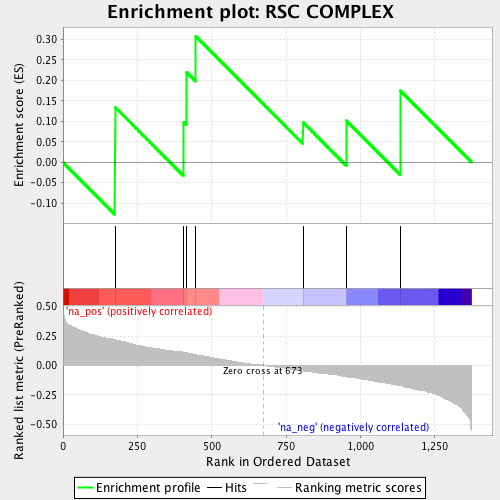 Enrichment plot: RSC COMPLEX
Enrichment score (ES)
0.30
0.25
0.20
0.15
0.10
0.05
0.00
-0.05
-0.10
'na_pos' (positively correlated)
Ranked list metric (PreRanked)
0.50
0.25
0.00
-0.25
-0.50
Zero cross at 673
'na_neg' (negatively correlated)
0 250 500 750 1,000 1,250
Rank in Ordered Dataset
Enrichment profile Hits Ranking metric scores